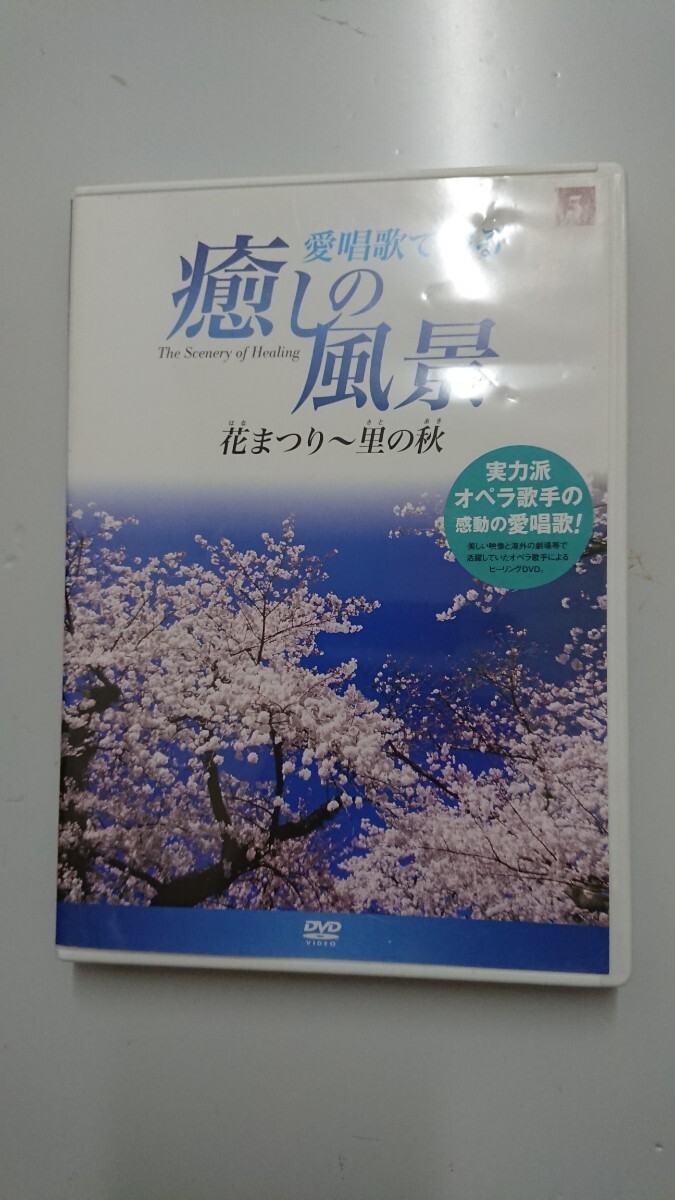 愛唱歌で
癒しの
風景
The Scenery of Healing
はな さと あき
花まつり～里の秋
実力派
オペラ歌手の
感動の愛唱歌!
美しい映像と海外の劇場等で
活躍していたオペラ歌手による
ヒーリングDVD。
DVD
VIDEO